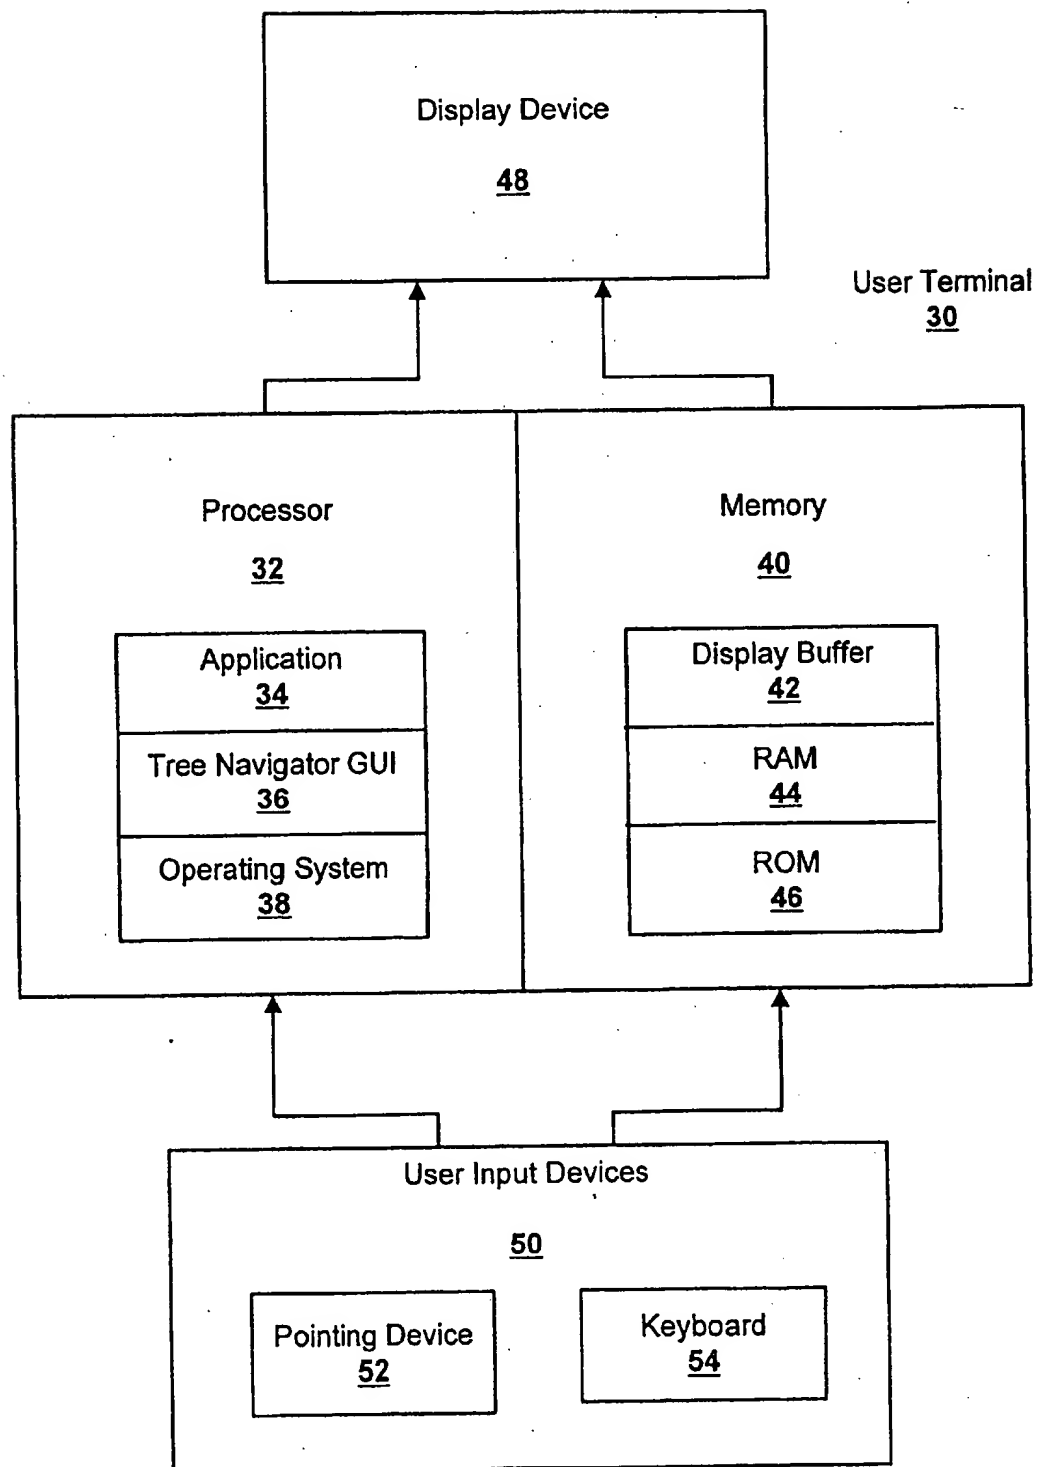 Display Device
48
User Terminal
30
Processor
32
Application
34
Tree Navigator GUI
36
Operating System
38
Memory
40
Display Buffer
42
RAM
44
ROM
46
User Input Devices
50
Pointing Device
52
Keyboard
54